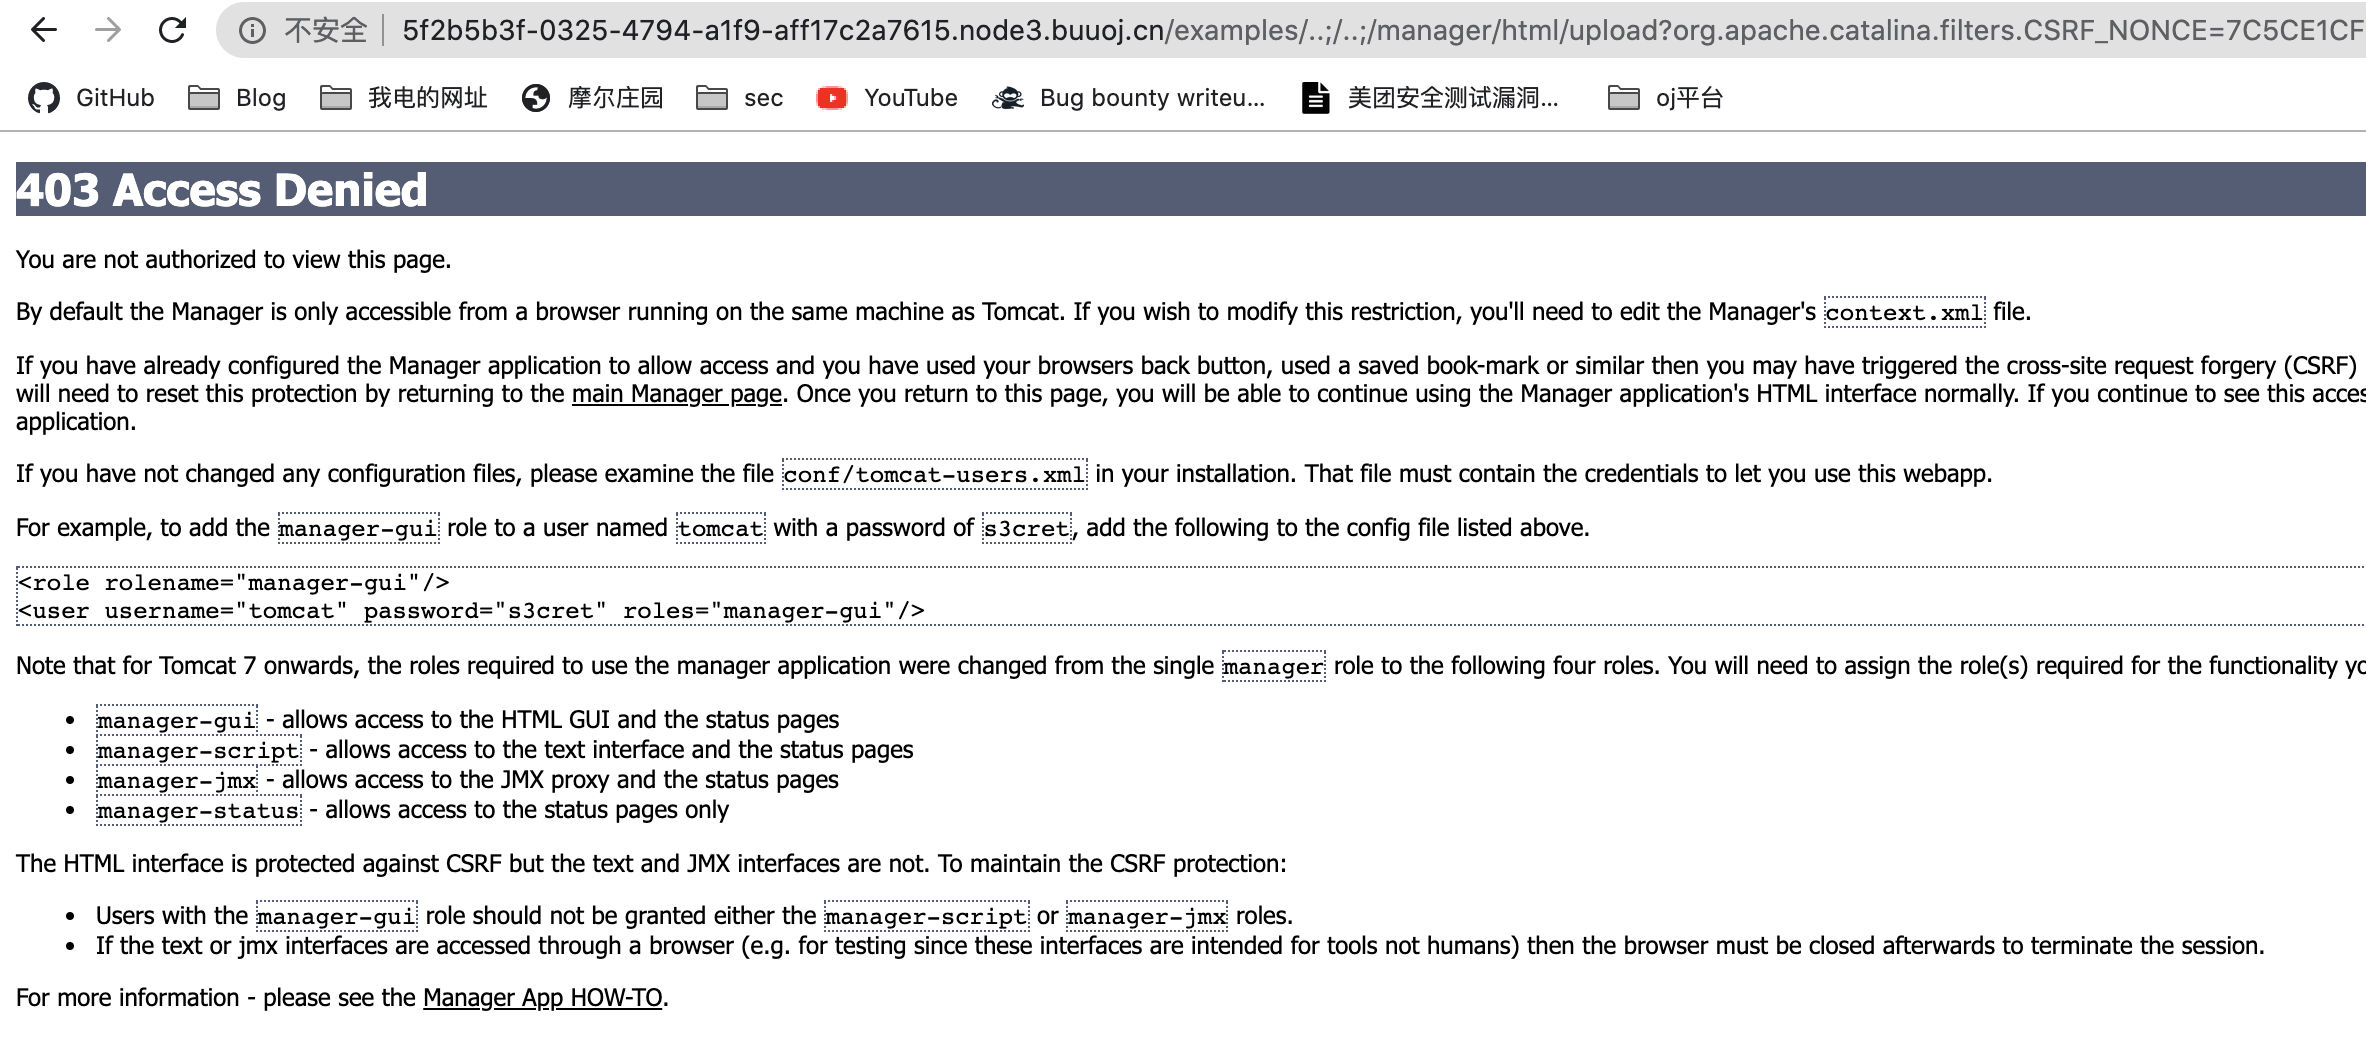 不安全 5f2b5b3f-0325-4794-a1f9-aff17c2a7615.node3.buuoj.cn/examples/..;/..;/manager/html/upload?org.apache.catalina.filters.CSRF_NONCE=7C5CE1CF
GitHub Blog 我电的网址 摩尔庄园 sec YouTube Bug bounty writeu... 美团安全测试漏洞... oj平台
403 Access Denied
You are not authorized to view this page.
By default the Manager is only accessible from a browser running on the same machine as Tomcat. If you wish to modify this restriction, you'll need to edit the Manager's context.xml file.
If you have already configured the Manager application to allow access and you have used your browsers back button, used a saved book-mark or similar then you may have triggered the cross-site request forgery (CSRF)
will need to reset this protection by returning to the main Manager page. Once you return to this page, you will be able to continue using the Manager application's HTML interface normally. If you continue to see this acces
application.
If you have not changed any configuration files, please examine the file conf/tomcat-users.xml in your installation. That file must contain the credentials to let you use this webapp.
For example, to add the manager-gui role to a user named tomcat with a password of s3cret, add the following to the config file listed above.
<role rolename="manager-gui"/>
<user username="tomcat" password="s3cret" roles="manager-gui"/>
Note that for Tomcat 7 onwards, the roles required to use the manager application were changed from the single manager role to the following four roles. You will need to assign the role(s) required for the functionality yo
• manager-gui - allows access to the HTML GUI and the status pages
• manager-script - allows access to the text interface and the status pages
• manager-jmx - allows access to the JMX proxy and the status pages
• manager-status - allows access to the status pages only
The HTML interface is protected against CSRF but the text and JMX interfaces are not. To maintain the CSRF protection:
• Users with the manager-gui role should not be granted either the manager-script or manager-jmx roles.
• If the text or jmx interfaces are accessed through a browser (e.g. for testing since these interfaces are intended for tools not humans) then the browser must be closed afterwards to terminate the session.
For more information - please see the Manager App HOW-TO.